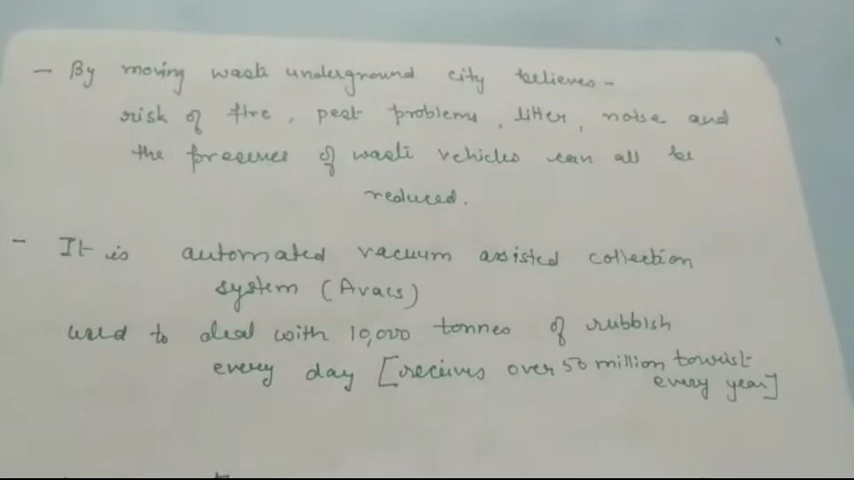 - By moving waste underground city believes -
risk of fire, pest problems, litter, noise and
the presence of waste vehicles can all be
reduced.
- It is automated vacuum assisted collection
system (Avacs)
used to deal with 10,000 tonnes of rubbish
every day [recieves over 50 million tourist
every year]